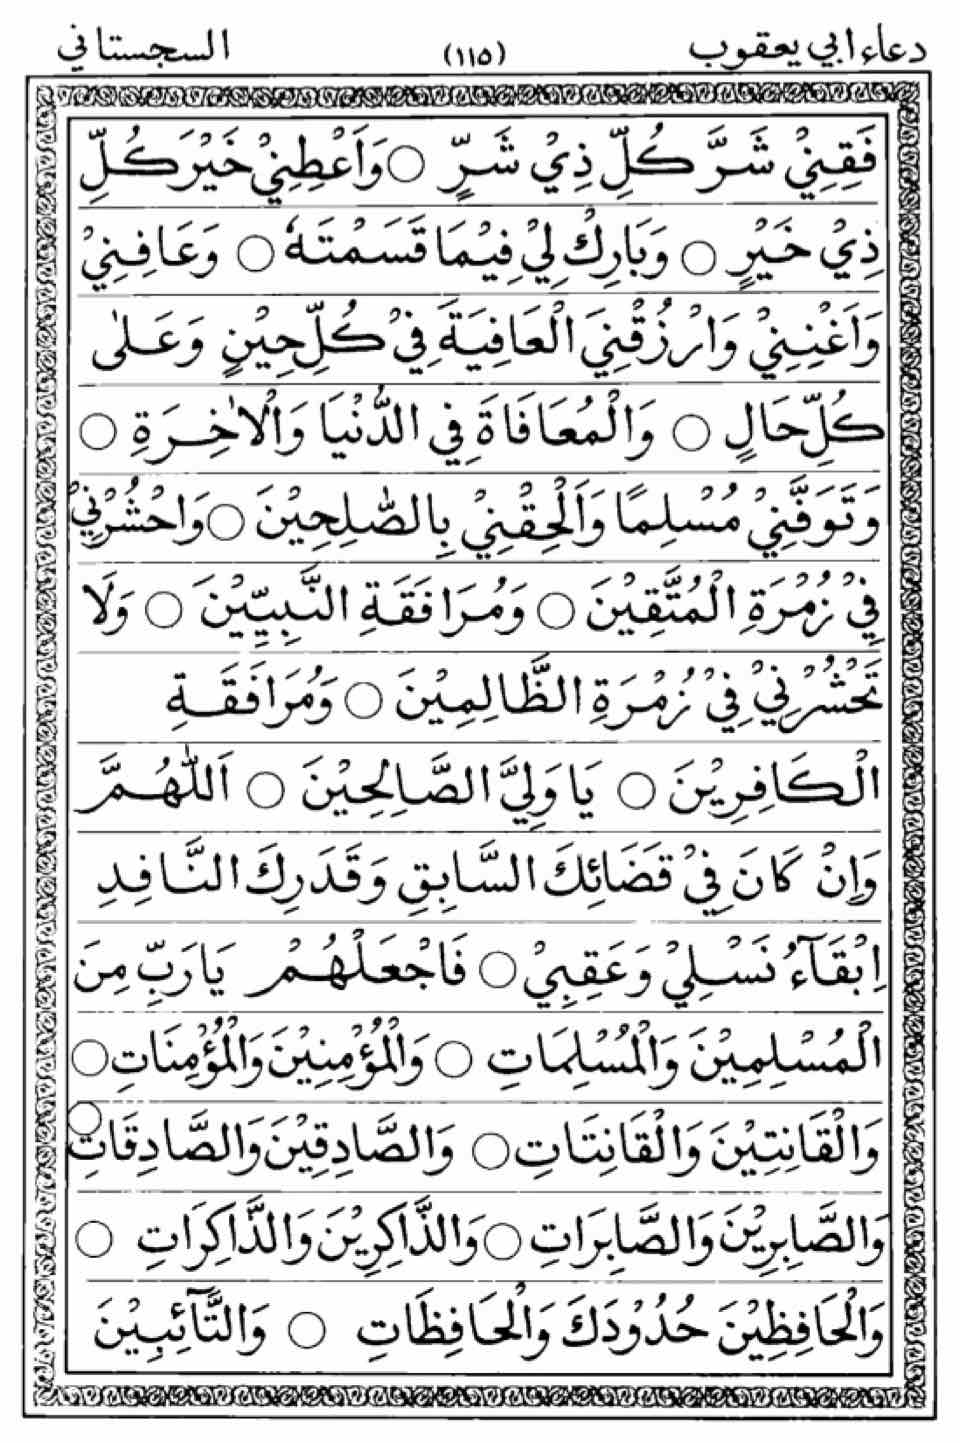 دعاء ابي يعقوب (١١٥) السجستاني
فَقِنِيْ شَرَّ كُلِّ ذِيْ شَرٍّ ○ وَاَعْطِنِيْ خَيْرَ كُلِّ
ذِيْ خَيْرٍ ○ وَبَارِكْ لِيْ فِيْمَا قَسَمْتَهٗ ○ وَعَافِنِيْ
وَاَغْنِنِيْ وَارْزُقْنِيَ الْعَافِيَةَ فِيْ كُلِّ حِيْنٍ وَعَلٰى
كُلِّ حَالٍ ○ وَالْمُعَافَاةَ فِي الدُّنْيَا وَالْاٰخِرَةِ ○
وَتَوَفَّنِيْ مُسْلِمًا وَاَلْحِقْنِيْ بِالصّٰلِحِيْنَ ○ وَاحْشُرْنِيْ
فِيْ زُمْرَةِ الْمُتَّقِيْنَ ○ وَمُرَافَقَةِ النَّبِيِّيْنَ ○ وَلَا
تَحْشُرْنِيْ فِيْ زُمْرَةِ الظَّالِمِيْنَ ○ وَمُرَافَقَةِ
الْكَافِرِيْنَ ○ يَا وَلِيَّ الصَّالِحِيْنَ ○ اَللّٰهُمَّ
وَاِنْ كَانَ فِيْ قَضَائِكَ السَّابِقِ وَقَدَرِكَ النَّافِدِ
اِبْقَآءُ نَسْلِيْ وَعَقِبِيْ ○ فَاجْعَلْهُمْ يَارَبِّ مِنَ
الْمُسْلِمِيْنَ وَالْمُسْلِمَاتِ ○ وَالْمُؤْمِنِيْنَ وَالْمُؤْمِنَاتِ ○
وَالْقَانِتِيْنَ وَالْقَانِتَاتِ ○ وَالصَّادِقِيْنَ وَالصَّادِقَاتِ ○
وَالصَّابِرِيْنَ وَالصَّابِرَاتِ ○ وَالذَّاكِرِيْنَ وَالذَّاكِرَاتِ ○
وَالْحَافِظِيْنَ حُدُوْدَكَ وَالْحَافِظَاتِ ○ وَالتَّآئِبِيْنَ